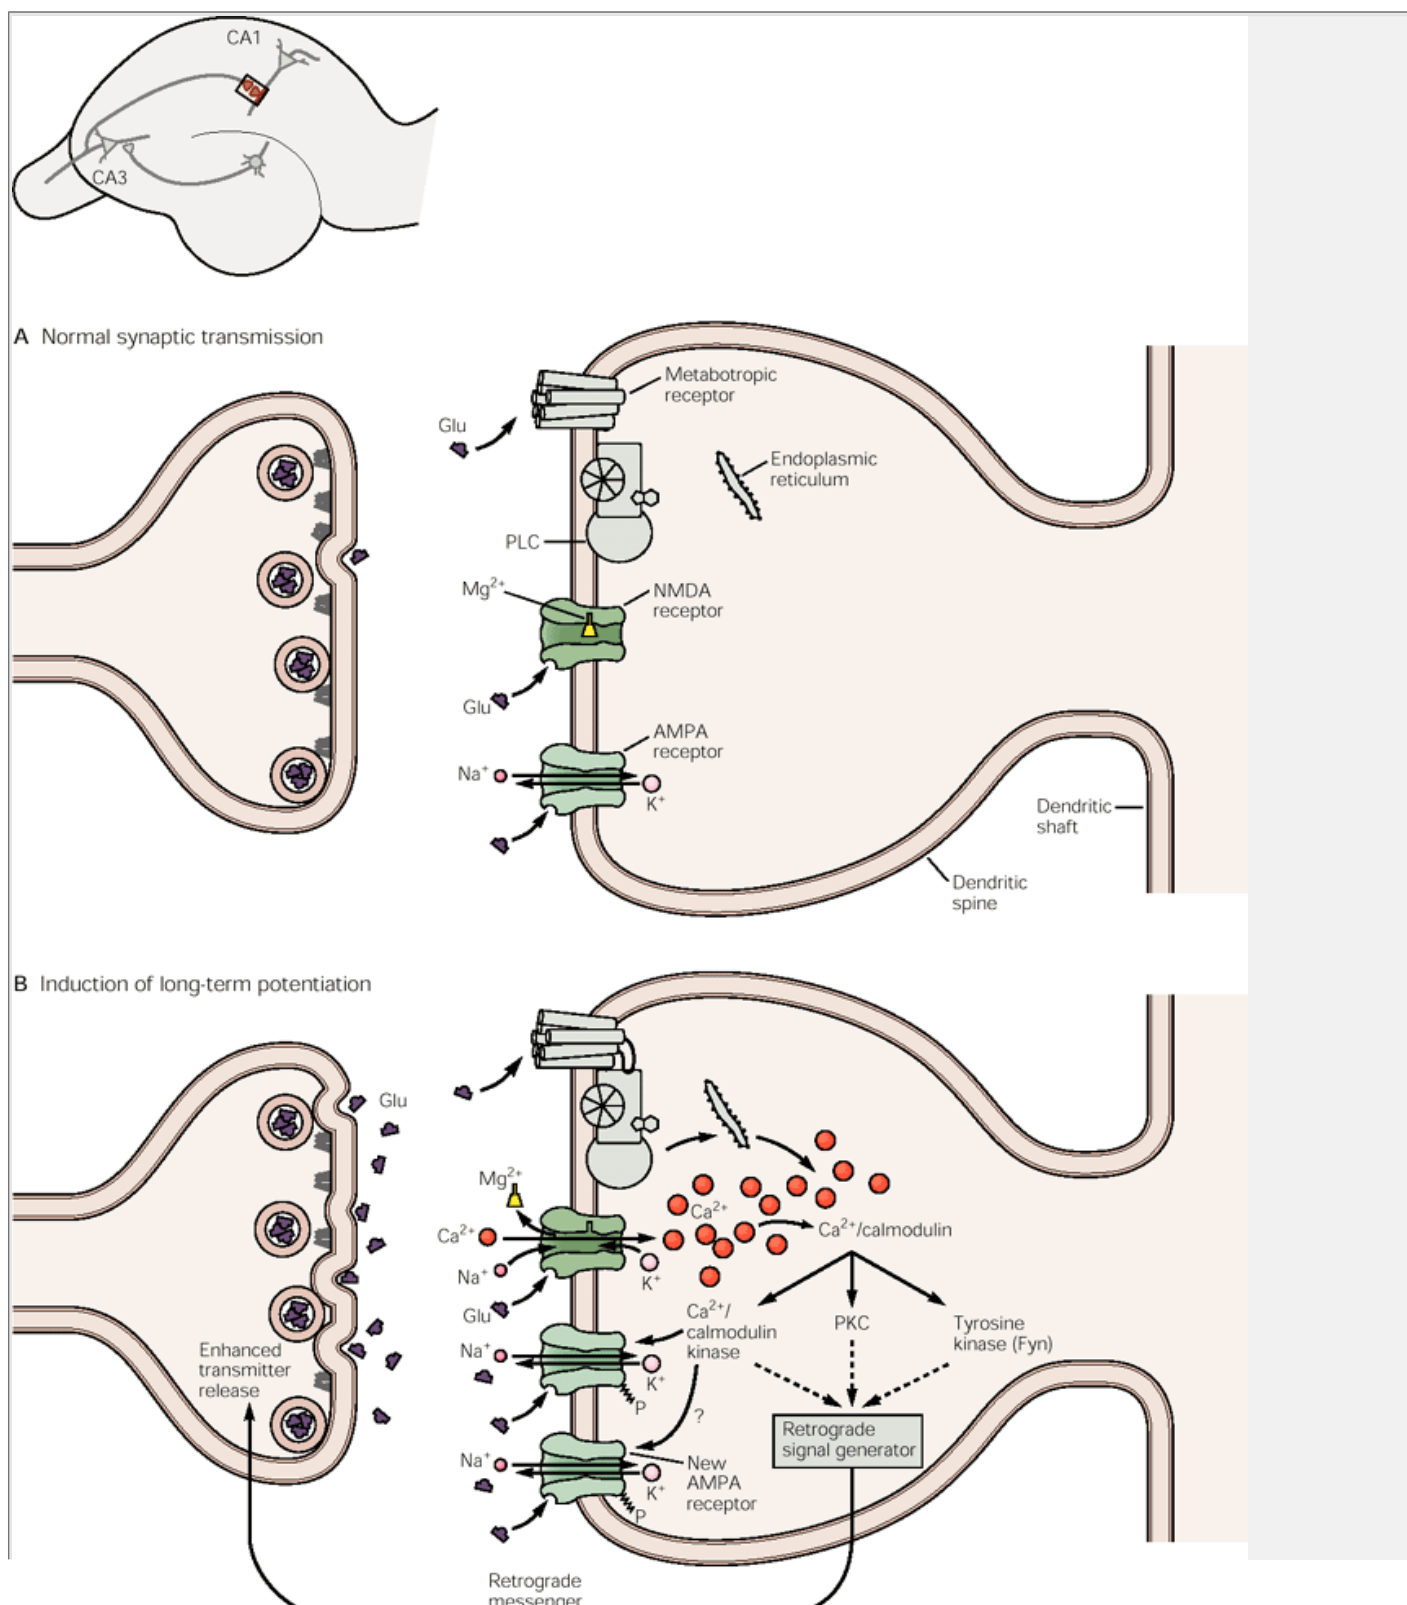 CA1
CA3
A Normal synaptic transmission
Metabotropic
receptor
Glu
Endoplasmic
reticulum
PLC
Mg2+
NMDA
receptor
Glu
AMPA
receptor
Na+
K+
Dendritic
shaft
Dendritic
spine
B Induction of long-term potentiation
Glu
Mg2+
Ca2+
Ca2+
Ca2+/calmodulin
Na+
K+
Glu
Ca2+/
calmodulin
kinase
PKC
Tyrosine
kinase (Fyn)
Enhanced
transmitter
release
Na+
K+
P
?
Retrograde
signal generator
Na+
K+
New
AMPA
receptor
P
Retrograde
messenger